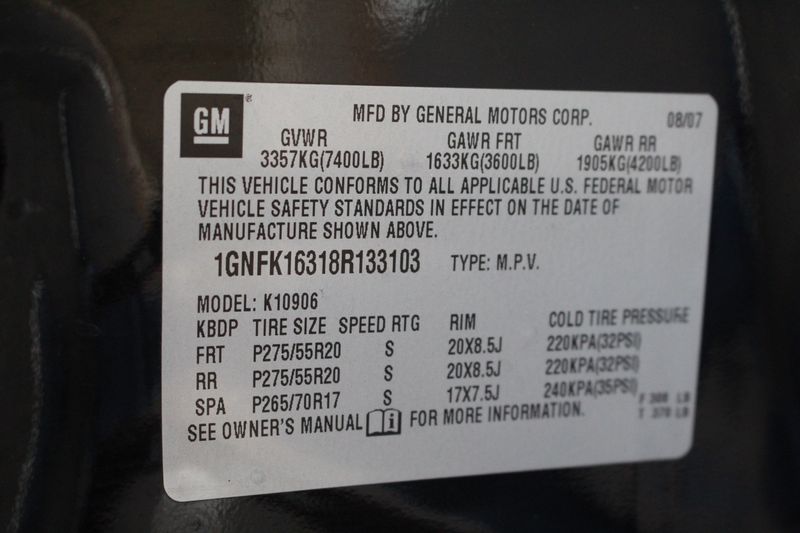 GM ®
MFD BY GENERAL MOTORS CORP. 08/07
GVWR GAWR FRT GAWR RR
3357KG(7400LB) 1633KG(3600LB) 1905KG(4200LB)
THIS VEHICLE CONFORMS TO ALL APPLICABLE U.S. FEDERAL MOTOR
VEHICLE SAFETY STANDARDS IN EFFECT ON THE DATE OF
MANUFACTURE SHOWN ABOVE.
1GNFK16318R133103 TYPE: M.P.V.
MODEL: K10906
KBDP TIRE SIZE SPEED RTG RIM COLD TIRE PRESSURE
FRT P275/55R20 S 20X8.5J 220KPA(32PSI)
RR P275/55R20 S 20X8.5J 220KPA(32PSI)
SPA P265/70R17 S 17X7.5J 240KPA(35PSI)
SEE OWNER'S MANUAL i FOR MORE INFORMATION.
F LB
T 370 LB